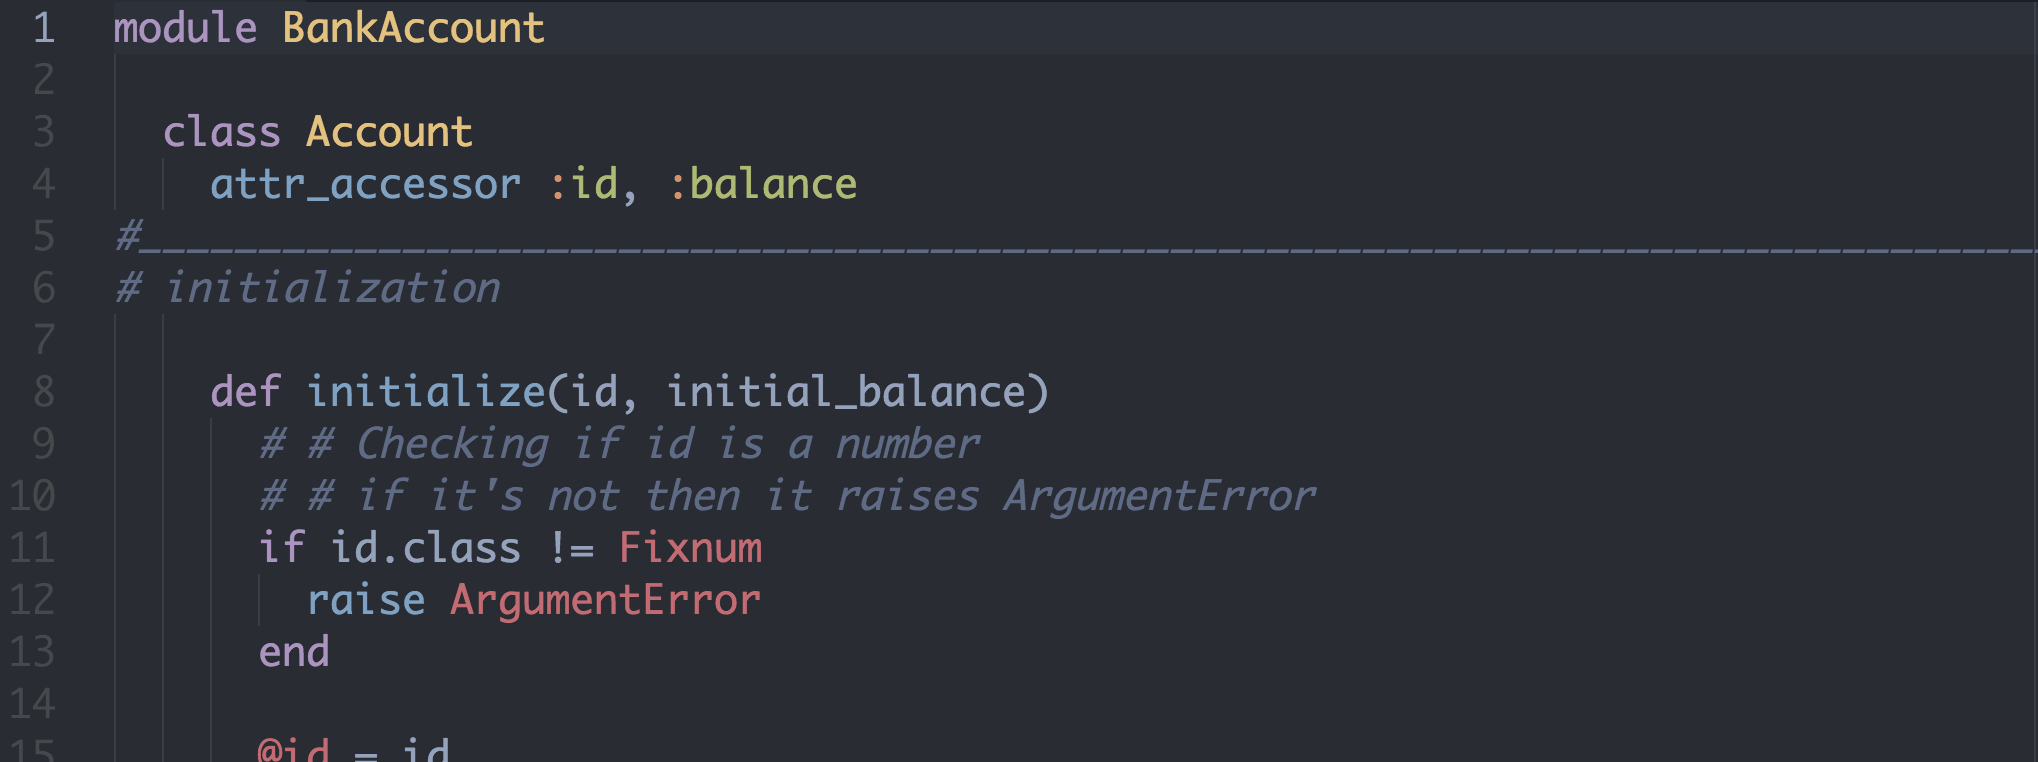 1 module BankAccount
2
3 class Account
4 attr_accessor :id, :balance
5 #_______________________________________________________________________________
6 # initialization
7
8 def initialize(id, initial_balance)
9 # # Checking if id is a number
10 # # if it's not then it raises ArgumentError
11 if id.class != Fixnum
12 raise ArgumentError
13 end
14
15 @id = id